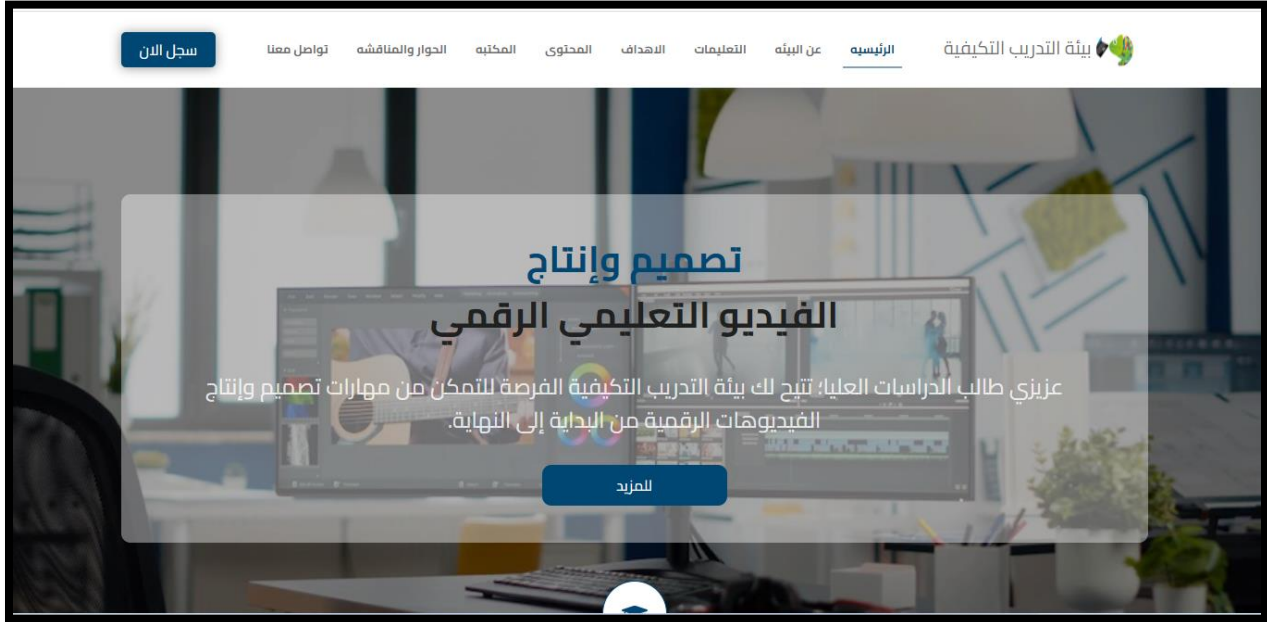 بيئة التدريب التكيفية
الرئيسيه
عن البيئه
التعليمات
الاهداف
المحتوى
المكتبه
الحوار والمناقشه
تواصل معنا
سجل الان
تصميم وإنتاج
الفيديو التعليمي الرقمي
عزيزي طالب الدراسات العليا؛ تتيح لك بيئة التدريب التكيفية الفرصة للتمكن من مهارات تصميم وإنتاج
الفيديوهات الرقمية من البداية إلى النهاية.
للمزيد